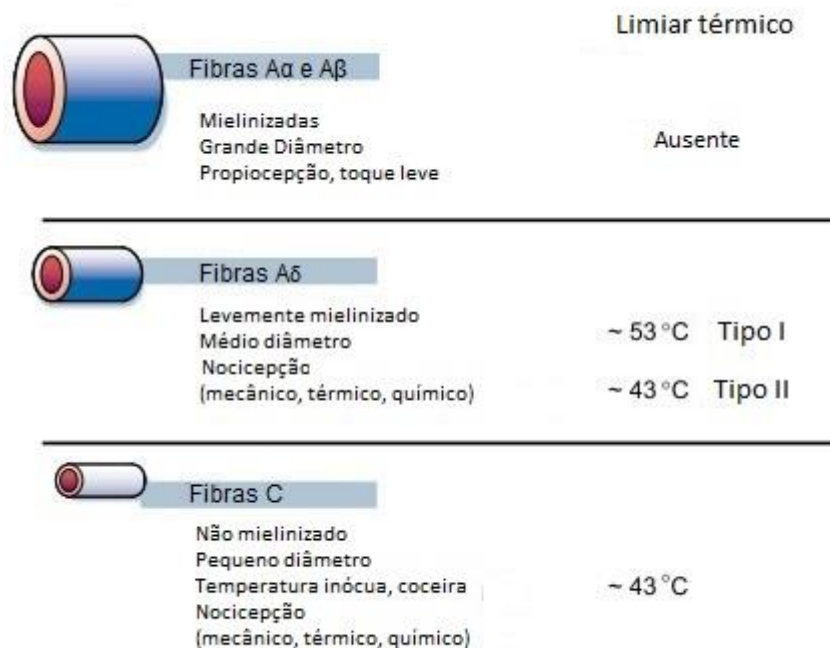 Limiar térmico
Fibras Aα e Aβ
Mielinizadas
Grande Diâmetro
Propiocepção, toque leve
Ausente
Fibras Aδ
Levemente mielinizado
Médio diâmetro
Nocicepção
(mecânico, térmico, químico)
~ 53 °C Tipo I
~ 43 °C Tipo II
Fibras C
Não mielinizado
Pequeno diâmetro
Temperatura inócua, coceira
Nocicepção
(mecânico, térmico, químico)
~ 43 °C